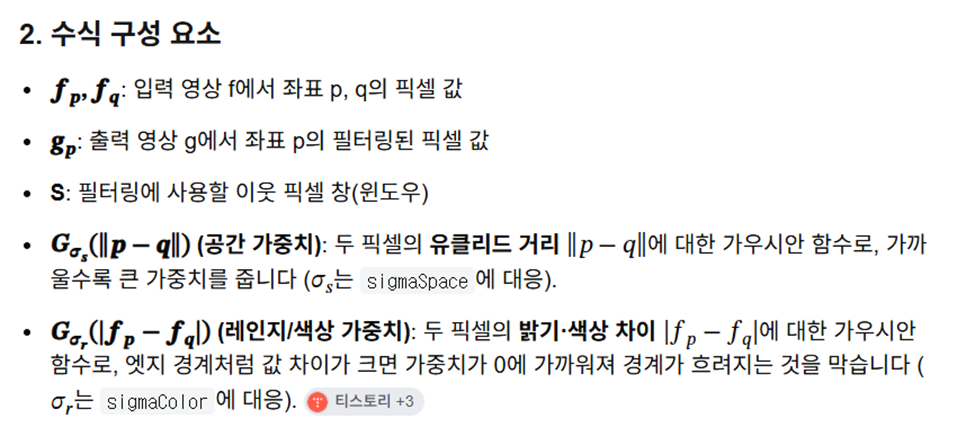 2. 수식 구성 요소
• f_p, f_q: 입력 영상 f에서 좌표 p, q의 픽셀 값
• g_p: 출력 영상 g에서 좌표 p의 필터링된 픽셀 값
• S: 필터링에 사용할 이웃 픽셀 창(윈도우)
• G_{σ_s}(‖p − q‖) (공간 가중치): 두 픽셀의 유클리드 거리 ‖p − q‖에 대한 가우시안 함수로, 가까
울수록 큰 가중치를 줍니다 (σ_s는 sigmaSpace에 대응).
• G_{σ_r}(|f_p − f_q|) (레인지/색상 가중치): 두 픽셀의 밝기·색상 차이 |f_p − f_q|에 대한 가우시안
함수로, 엣지 경계처럼 값 차이가 크면 가중치가 0에 가까워져 경계가 흐려지는 것을 막습니다 (
σ_r는 sigmaColor에 대응). 티스토리 +3